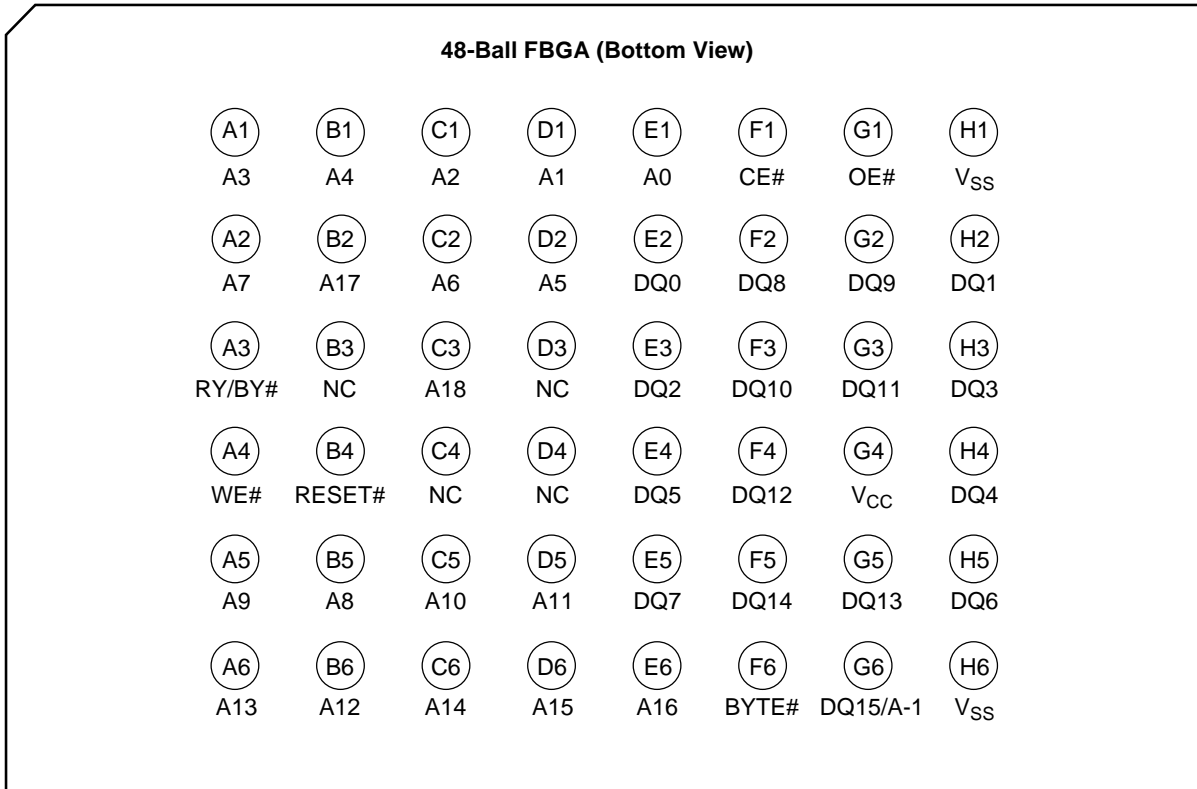 48-Ball FBGA (Bottom View)
A1 B1 C1 D1 E1 F1 G1 H1
A3 A4 A2 A1 A0 CE# OE# VSS
A2 B2 C2 D2 E2 F2 G2 H2
A7 A17 A6 A5 DQ0 DQ8 DQ9 DQ1
A3 B3 C3 D3 E3 F3 G3 H3
RY/BY# NC A18 NC DQ2 DQ10 DQ11 DQ3
A4 B4 C4 D4 E4 F4 G4 H4
WE# RESET# NC NC DQ5 DQ12 VCC DQ4
A5 B5 C5 D5 E5 F5 G5 H5
A9 A8 A10 A11 DQ7 DQ14 DQ13 DQ6
A6 B6 C6 D6 E6 F6 G6 H6
A13 A12 A14 A15 A16 BYTE# DQ15/A-1 VSS